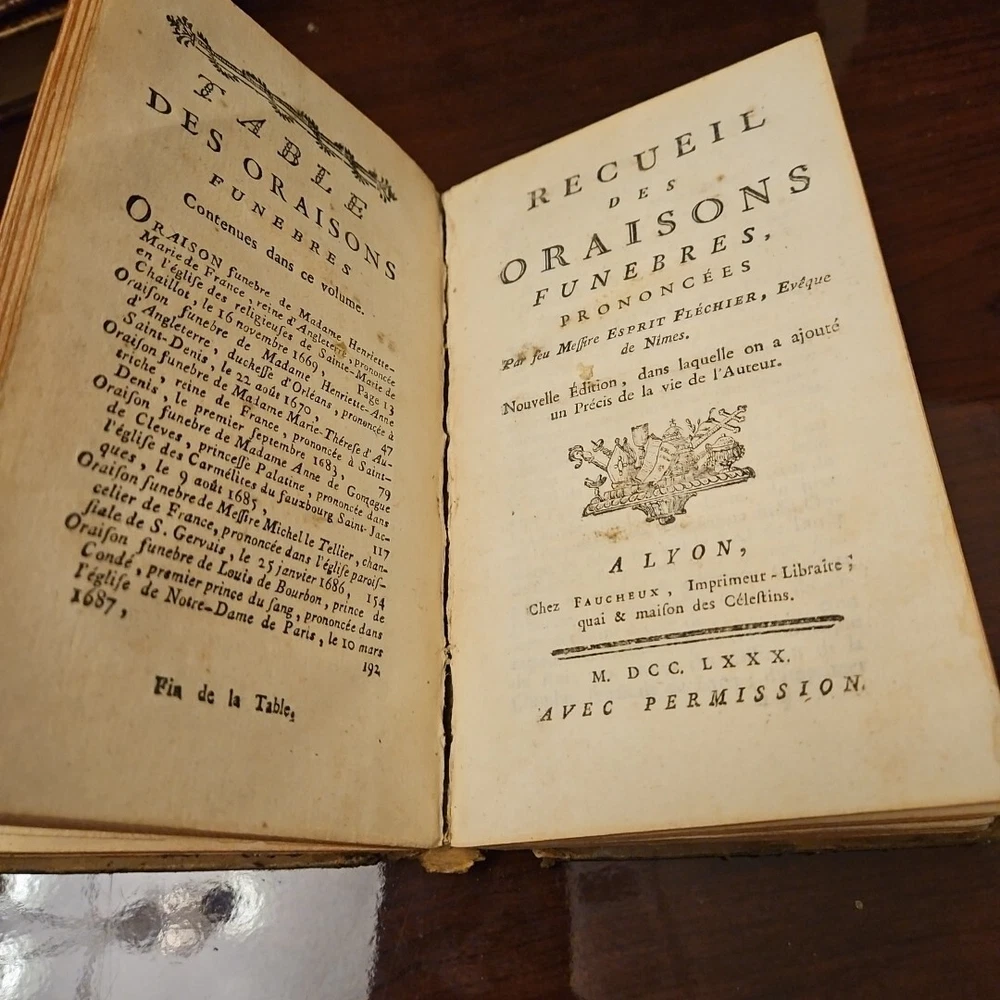 TABLE
DES ORAISONS
FUNEBRES
Contenues dans ce volume.
ORAISON funebre de Madame Henriette-
Marie de France, reine d'Angleterre, prononcée
en l'église des religieuſes de Sainte-Marie de
Chaillot, le 16 novembre 1669, Page 13
Oraiſon funebre de Madame Henriette-Anne
d'Angleterre, ducheſſe d'Orléans, prononcée à
Saint-Denis, le 22 août 1670, 47
Oraiſon funebre de Madame Marie-Théreſe d'Au-
triche, reine de France, prononcée à Saint-
Denis, le premier ſeptembre 1683, 79
Oraiſon funebre de Madame Anne de Gonzague
de Cleves, princeſſe Palatine, prononcée dans
l'égliſe des Carmélites du fauxbourg Saint-Jac-
ques, le 9 août 1685, 117
Oraiſon funebre de Meſſire Michel le Tellier, chan-
celier de France, prononcée dans l'égliſe paroiſ-
ſiale de S. Gervais, le 25 janvier 1686, 154
Oraiſon funebre de Louis de Bourbon, prince de
Condé, premier prince du ſang, prononcée dans
l'égliſe de Notre-Dame de Paris, le 10 mars
1687, 192
Fin de la Table.
RECUEIL
DES
ORAISONS
FUNEBRES,
PRONONCÉES
Par feu Meſſire ESPRIT FLÉCHIER, Evêque
de Nimes.
Nouvelle Édition, dans laquelle on a ajouté
un Précis de la vie de l'Auteur.
A LYON,
Chez FAUCHEUX, Imprimeur-Libraire;
quai & maiſon des Céleſtins.
M. DCC. LXXX.
AVEC PERMISSION.